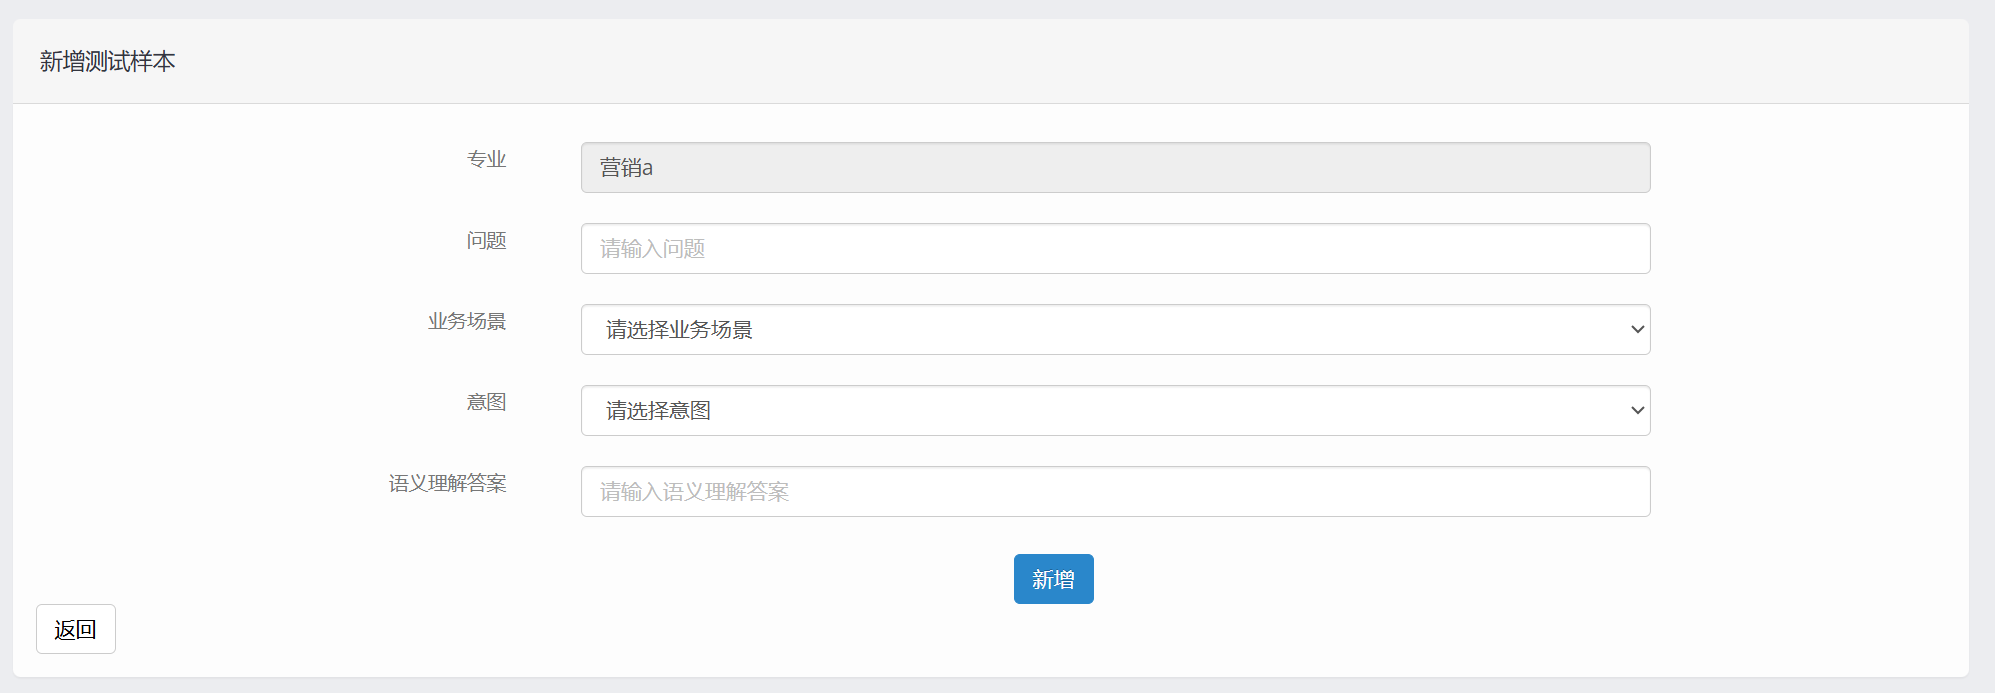 新增测试样本
专业
营销a
问题
请输入问题
业务场景
请选择业务场景
意图
请选择意图
语义理解答案
请输入语义理解答案
新增
返回